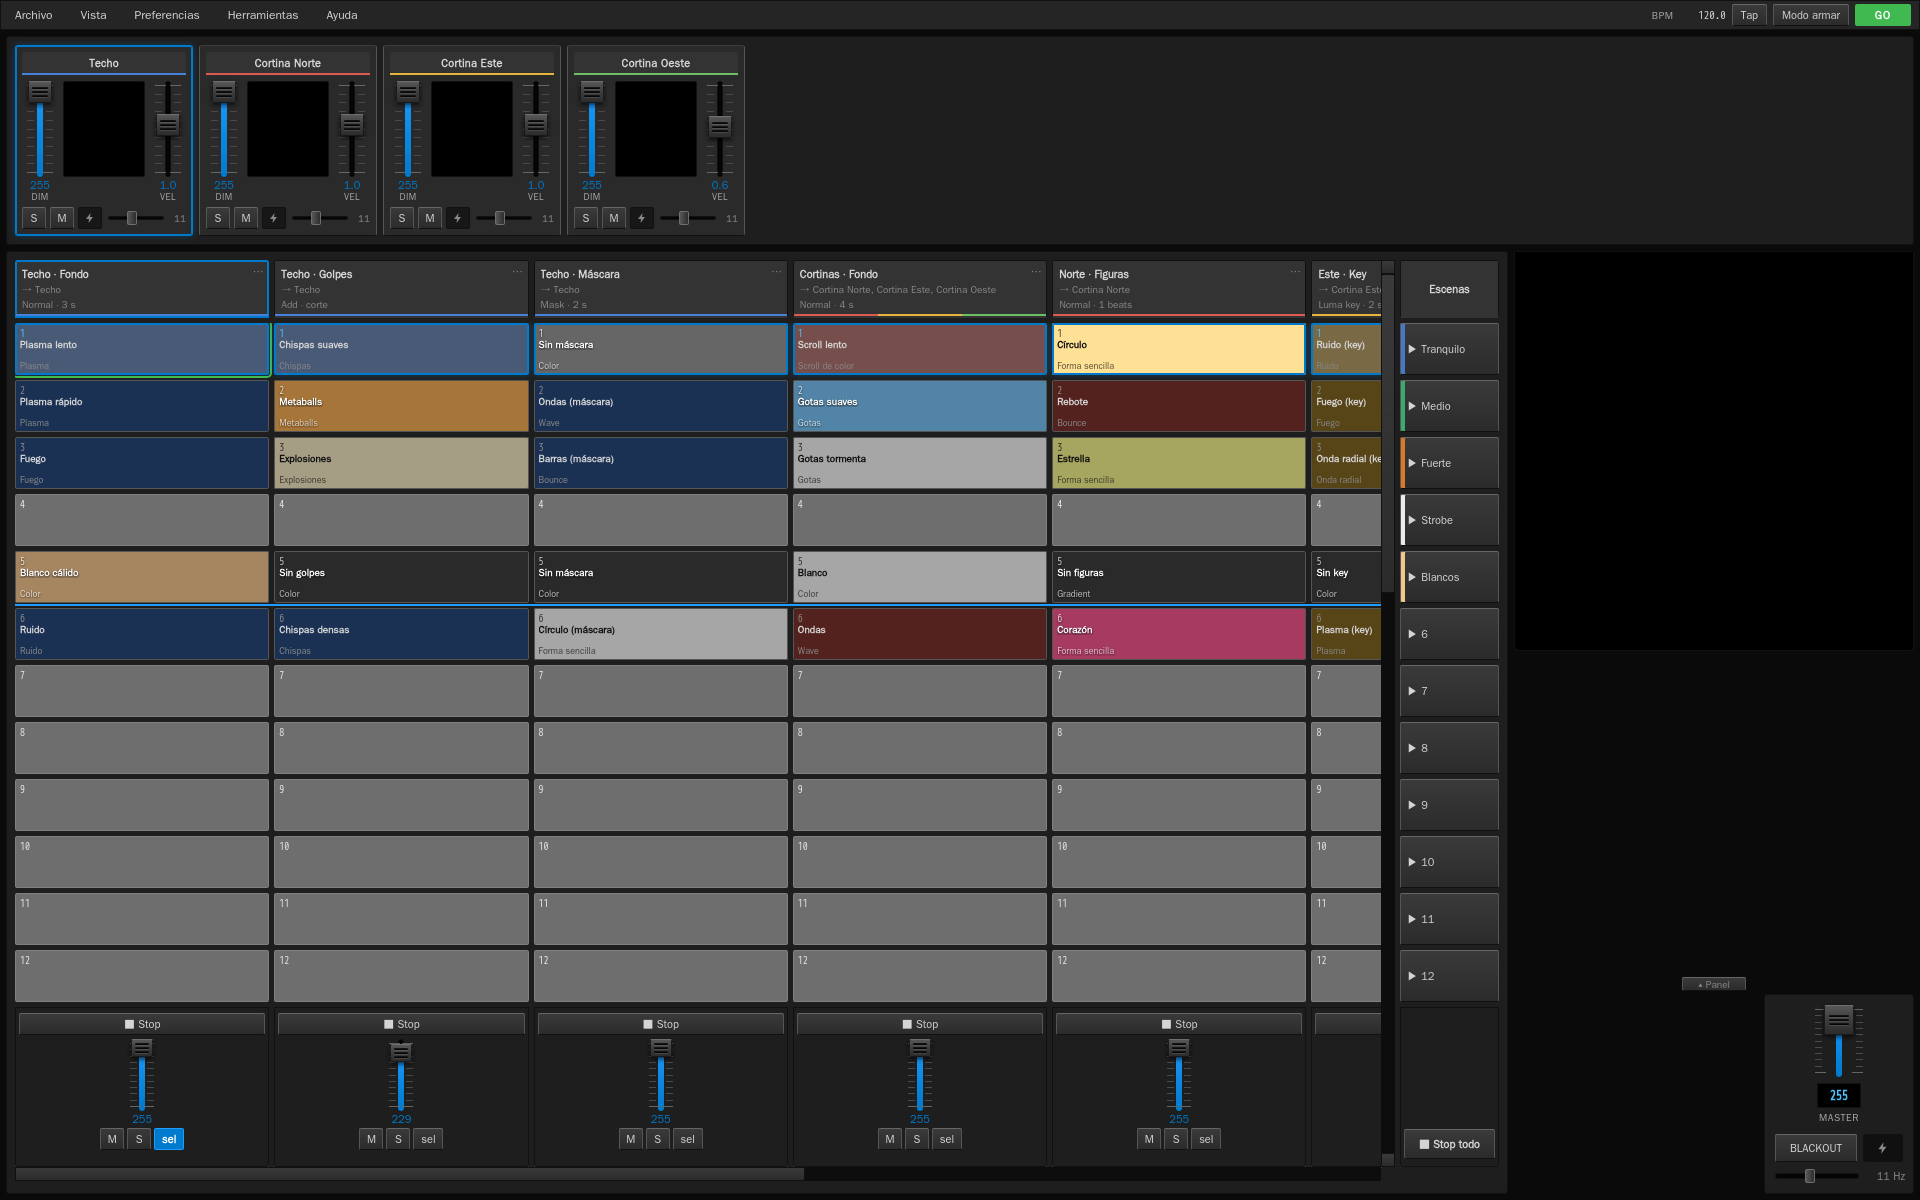 Archivo Vista Preferencias Herramientas Ayuda BPM 120.0 Tap Modo armar GO
Techo Cortina Norte Cortina Este Cortina Oeste
255 1.0 255 1.0 255 1.0 255 0.6
DIM VEL DIM VEL DIM VEL DIM VEL
S M 11 S M 11 S M 11 S M 11
Techo · Fondo ··· Techo · Golpes ··· Techo · Máscara ··· Cortinas · Fondo ··· Norte · Figuras ··· Este · Key
→ Techo → Techo → Techo → Cortina Norte, Cortina Este, Cortina Oeste → Cortina Norte → Cortina Este
Normal · 3 s Add · corte Mask · 2 s Normal · 4 s Normal · 1 beats Luma key · 2 s
Escenas
1 1 1 1 1 1
Plasma lento Chispas suaves Sin máscara Scroll lento Círculo Ruido (key)
Plasma Chispas Color Scroll de color Forma sencilla Ruido
Tranquilo
2 2 2 2 2 2
Plasma rápido Metaballs Ondas (máscara) Gotas suaves Rebote Fuego (key)
Plasma Metaballs Wave Gotas Bounce Fuego
Medio
3 3 3 3 3 3
Fuego Explosiones Barras (máscara) Gotas tormenta Estrella Onda radial (ke
Fuego Explosiones Bounce Gotas Forma sencilla Onda radial
Fuerte
4 4 4 4 4 4
Strobe
5 5 5 5 5 5
Blanco cálido Sin golpes Sin máscara Blanco Sin figuras Sin key
Color Color Color Color Gradient Color
Blancos
6 6 6 6 6 6
Ruido Chispas densas Círculo (máscara) Ondas Corazón Plasma (key)
Ruido Chispas Forma sencilla Wave Forma sencilla Plasma
6
7 7 7 7 7 7 7
8 8 8 8 8 8 8
9 9 9 9 9 9 9
10 10 10 10 10 10 10
11 11 11 11 11 11 11
12 12 12 12 12 12 12
Panel
Stop Stop Stop Stop Stop
255 229 255 255 255
M S sel M S sel M S sel M S sel M S sel
Stop todo
255
MASTER
BLACKOUT
11 Hz